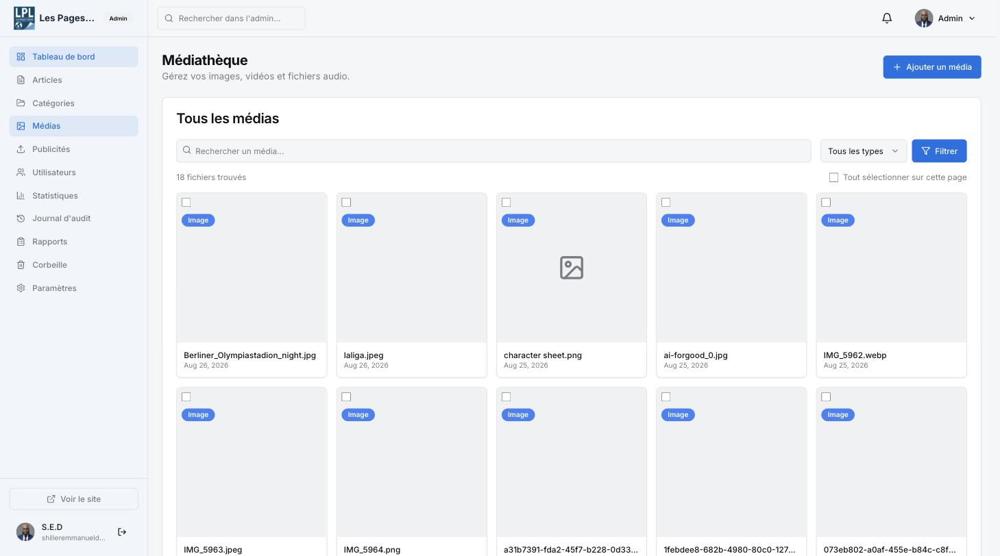 LPL
Les Pages...
Admin
Rechercher dans l'admin...
Admin
Tableau de bord
Articles
Catégories
Médias
Publicités
Utilisateurs
Statistiques
Journal d'audit
Rapports
Corbeille
Paramètres
Voir le site
S.E.D
shilleremmanueld...
Médiathèque
Gérez vos images, vidéos et fichiers audio.
Ajouter un média
Tous les médias
Rechercher un média...
Tous les types
Filtrer
18 fichiers trouvés
Tout sélectionner sur cette page
Image
Image
Image
Image
Image
Berliner_Olympiastadion_night.jpg
Aug 26, 2026
laliga.jpeg
Aug 26, 2026
character sheet.png
Aug 25, 2026
ai-forgood_0.jpg
Aug 25, 2026
IMG_5962.webp
Aug 25, 2026
Image
Image
Image
Image
Image
IMG_5963.jpeg
IMG_5964.png
a31b7391-fda2-45f7-b228-0d33...
1febdee8-682b-4980-80c0-127...
073eb802-a0af-455e-b84c-c8f...